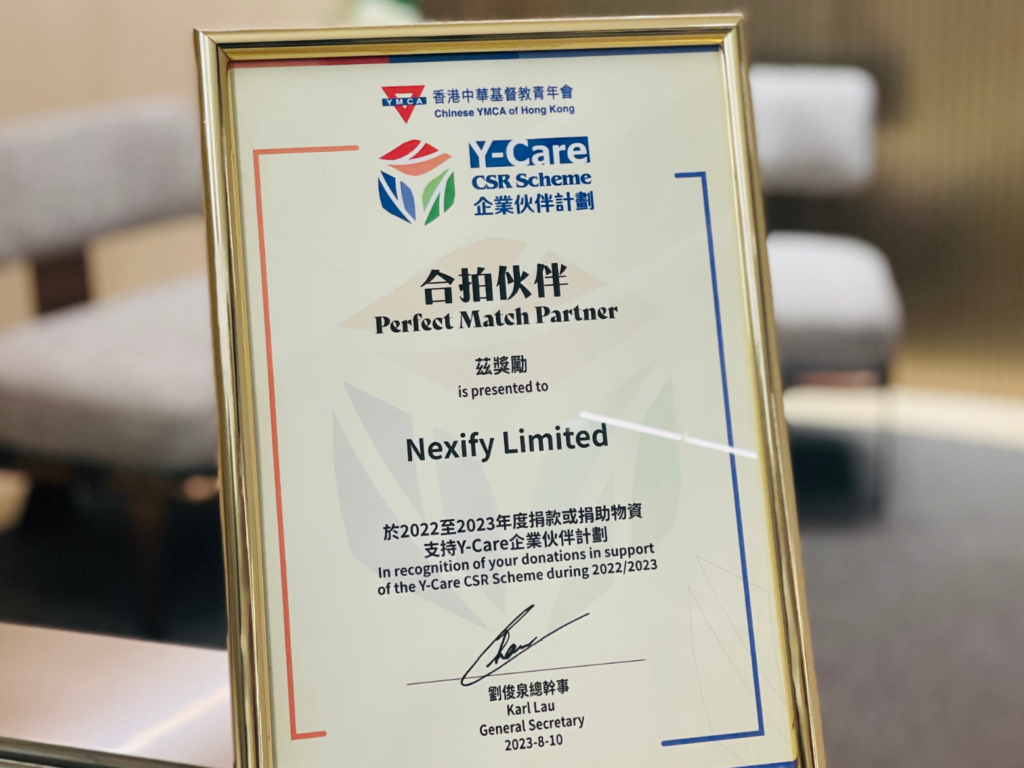 YMCA
香港中華基督教青年會
Chinese YMCA of Hong Kong
Y-Care
CSR Scheme
企業伙伴計劃
合拍伙伴
Perfect Match Partner
茲獎勵
is presented to
Nexify Limited
於2022至2023年度捐款或捐助物資
支持Y-Care企業伙伴計劃
In recognition of your donations in support
of the Y-Care CSR Scheme during 2022/2023
劉俊泉總幹事
Karl Lau
General Secretary
2023-8-10